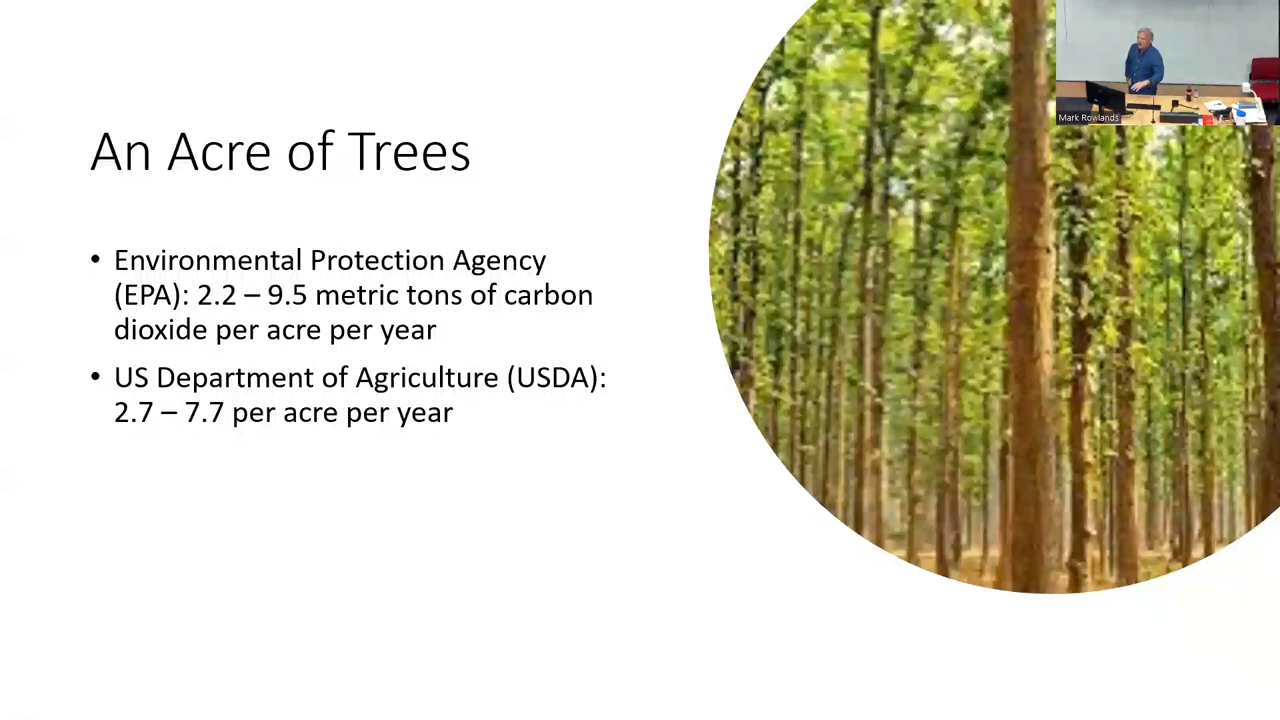 An Acre of Trees
• Environmental Protection Agency
(EPA): 2.2 – 9.5 metric tons of carbon
dioxide per acre per year
• US Department of Agriculture (USDA):
2.7 – 7.7 per acre per year
Mark Rowlands